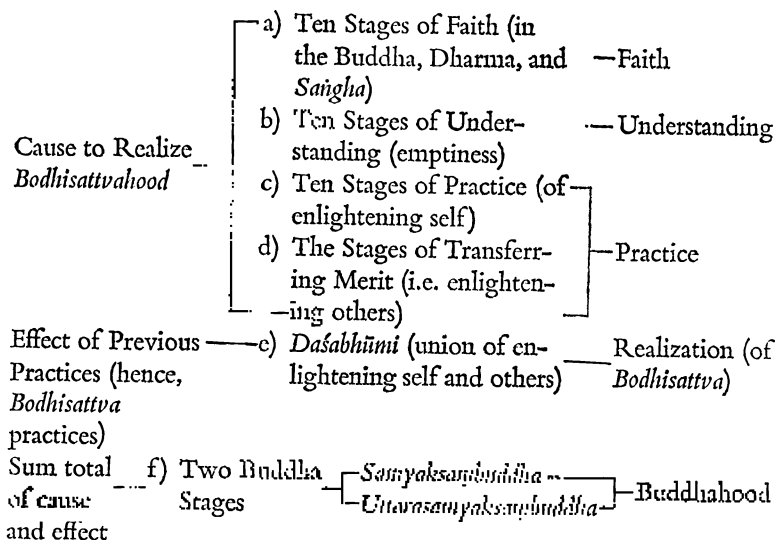 a) Ten Stages of Faith (in
the Buddha, Dharma, and — Faith
Saṅgha)
b) Ten Stages of Under- — Understanding
standing (emptiness)
Cause to Realize
Bodhisattvahood
c) Ten Stages of Practice (of
enlightening self)
d) The Stages of Transferr-
ing Merit (i.e. enlighten- Practice
ing others)
Effect of Previous — e) Daśabhūmi (union of en- — Realization (of
Practices (hence, lightening self and others) Bodhisattva)
Bodhisattva
practices)
Sum total f) Two Buddha Samyaksaṃbuddha
of cause Stages Uttarasamyaksaṃbuddha — Buddhahood
and effect